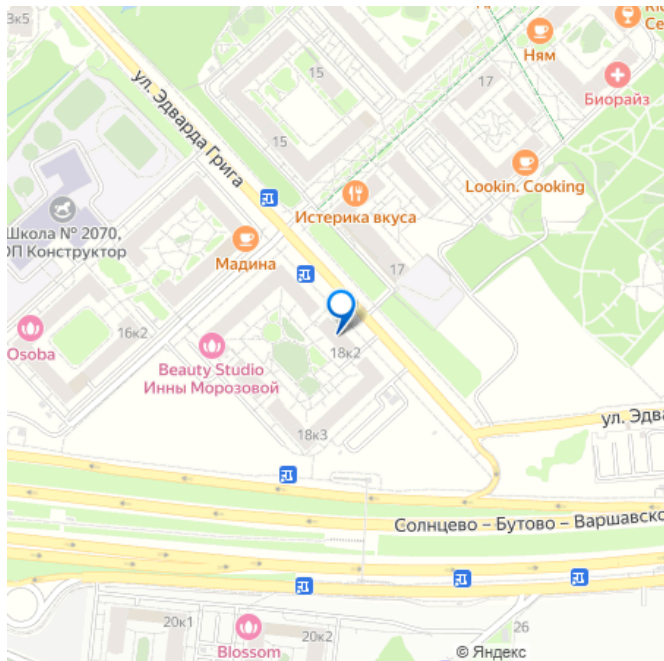 3к5
Ням
17
Биорайз
15
ул. Эдварда Грига
15
Lookin. Cooking
Истерика вкуса
Школа № 2070,
ОП Конструктор
Мадина
17
16к2
Osoba
18к2
Beauty Studio
Инны Морозовой
18к3
ул. Эдва
Солнцево – Бутово – Варшавско
20к1
20к2
26
Blossom
© Яндекс